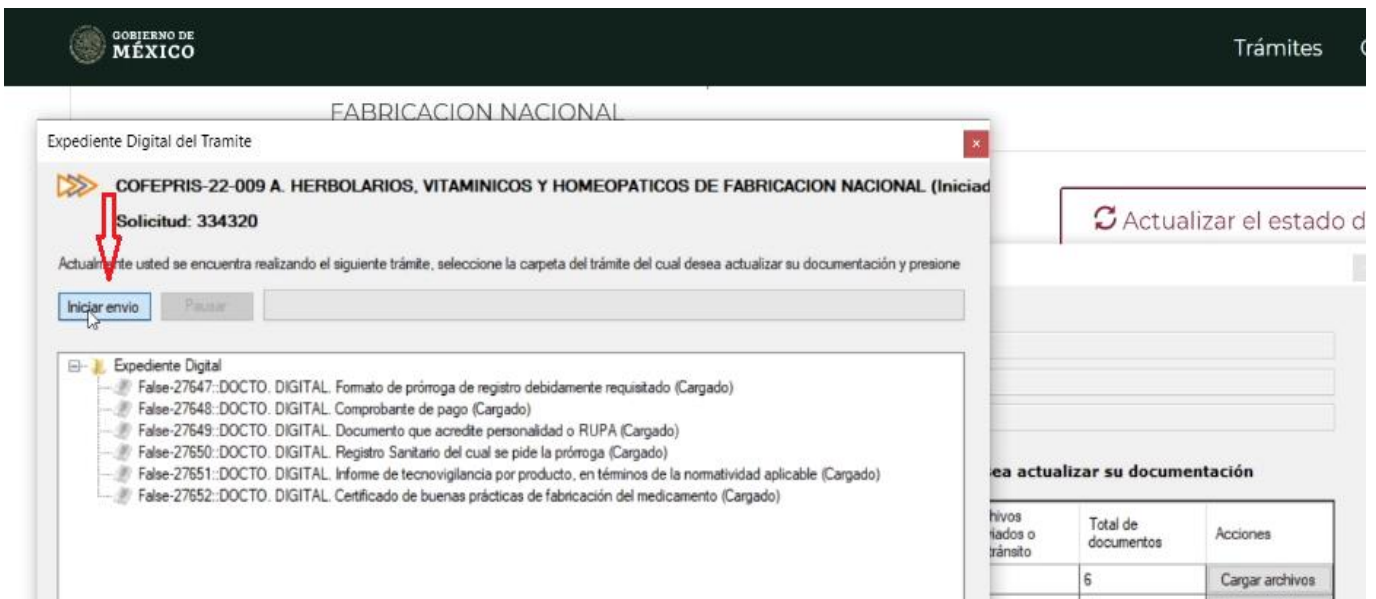 GOBIERNO DE
MÉXICO
Trámites
FABRICACION NACIONAL
Expediente Digital del Tramite
COFEPRIS-22-009 A. HERBOLARIOS, VITAMINICOS Y HOMEOPATICOS DE FABRICACION NACIONAL (Iniciad
Solicitud: 334320
Actualizar el estado d
Actualmente usted se encuentra realizando el siguiente trámite, seleccione la carpeta del trámite del cual desea actualizar su documentación y presione
Iniciar envio
Pausar
Expediente Digital
False-27647::DOCTO. DIGITAL. Formato de prórroga de registro debidamente requisitado (Cargado)
False-27648::DOCTO. DIGITAL. Comprobante de pago (Cargado)
False-27649::DOCTO. DIGITAL. Documento que acredite personalidad o RUPA (Cargado)
False-27650::DOCTO. DIGITAL. Registro Sanitario del cual se pide la prórroga (Cargado)
False-27651::DOCTO. DIGITAL. Informe de tecnovigilancia por producto, en términos de la normatividad aplicable (Cargado)
False-27652::DOCTO. DIGITAL. Certificado de buenas prácticas de fabricación del medicamento (Cargado)
sea actualizar su documentación
hivos
viados o
tránsito
Total de
documentos
Acciones
6
Cargar archivos